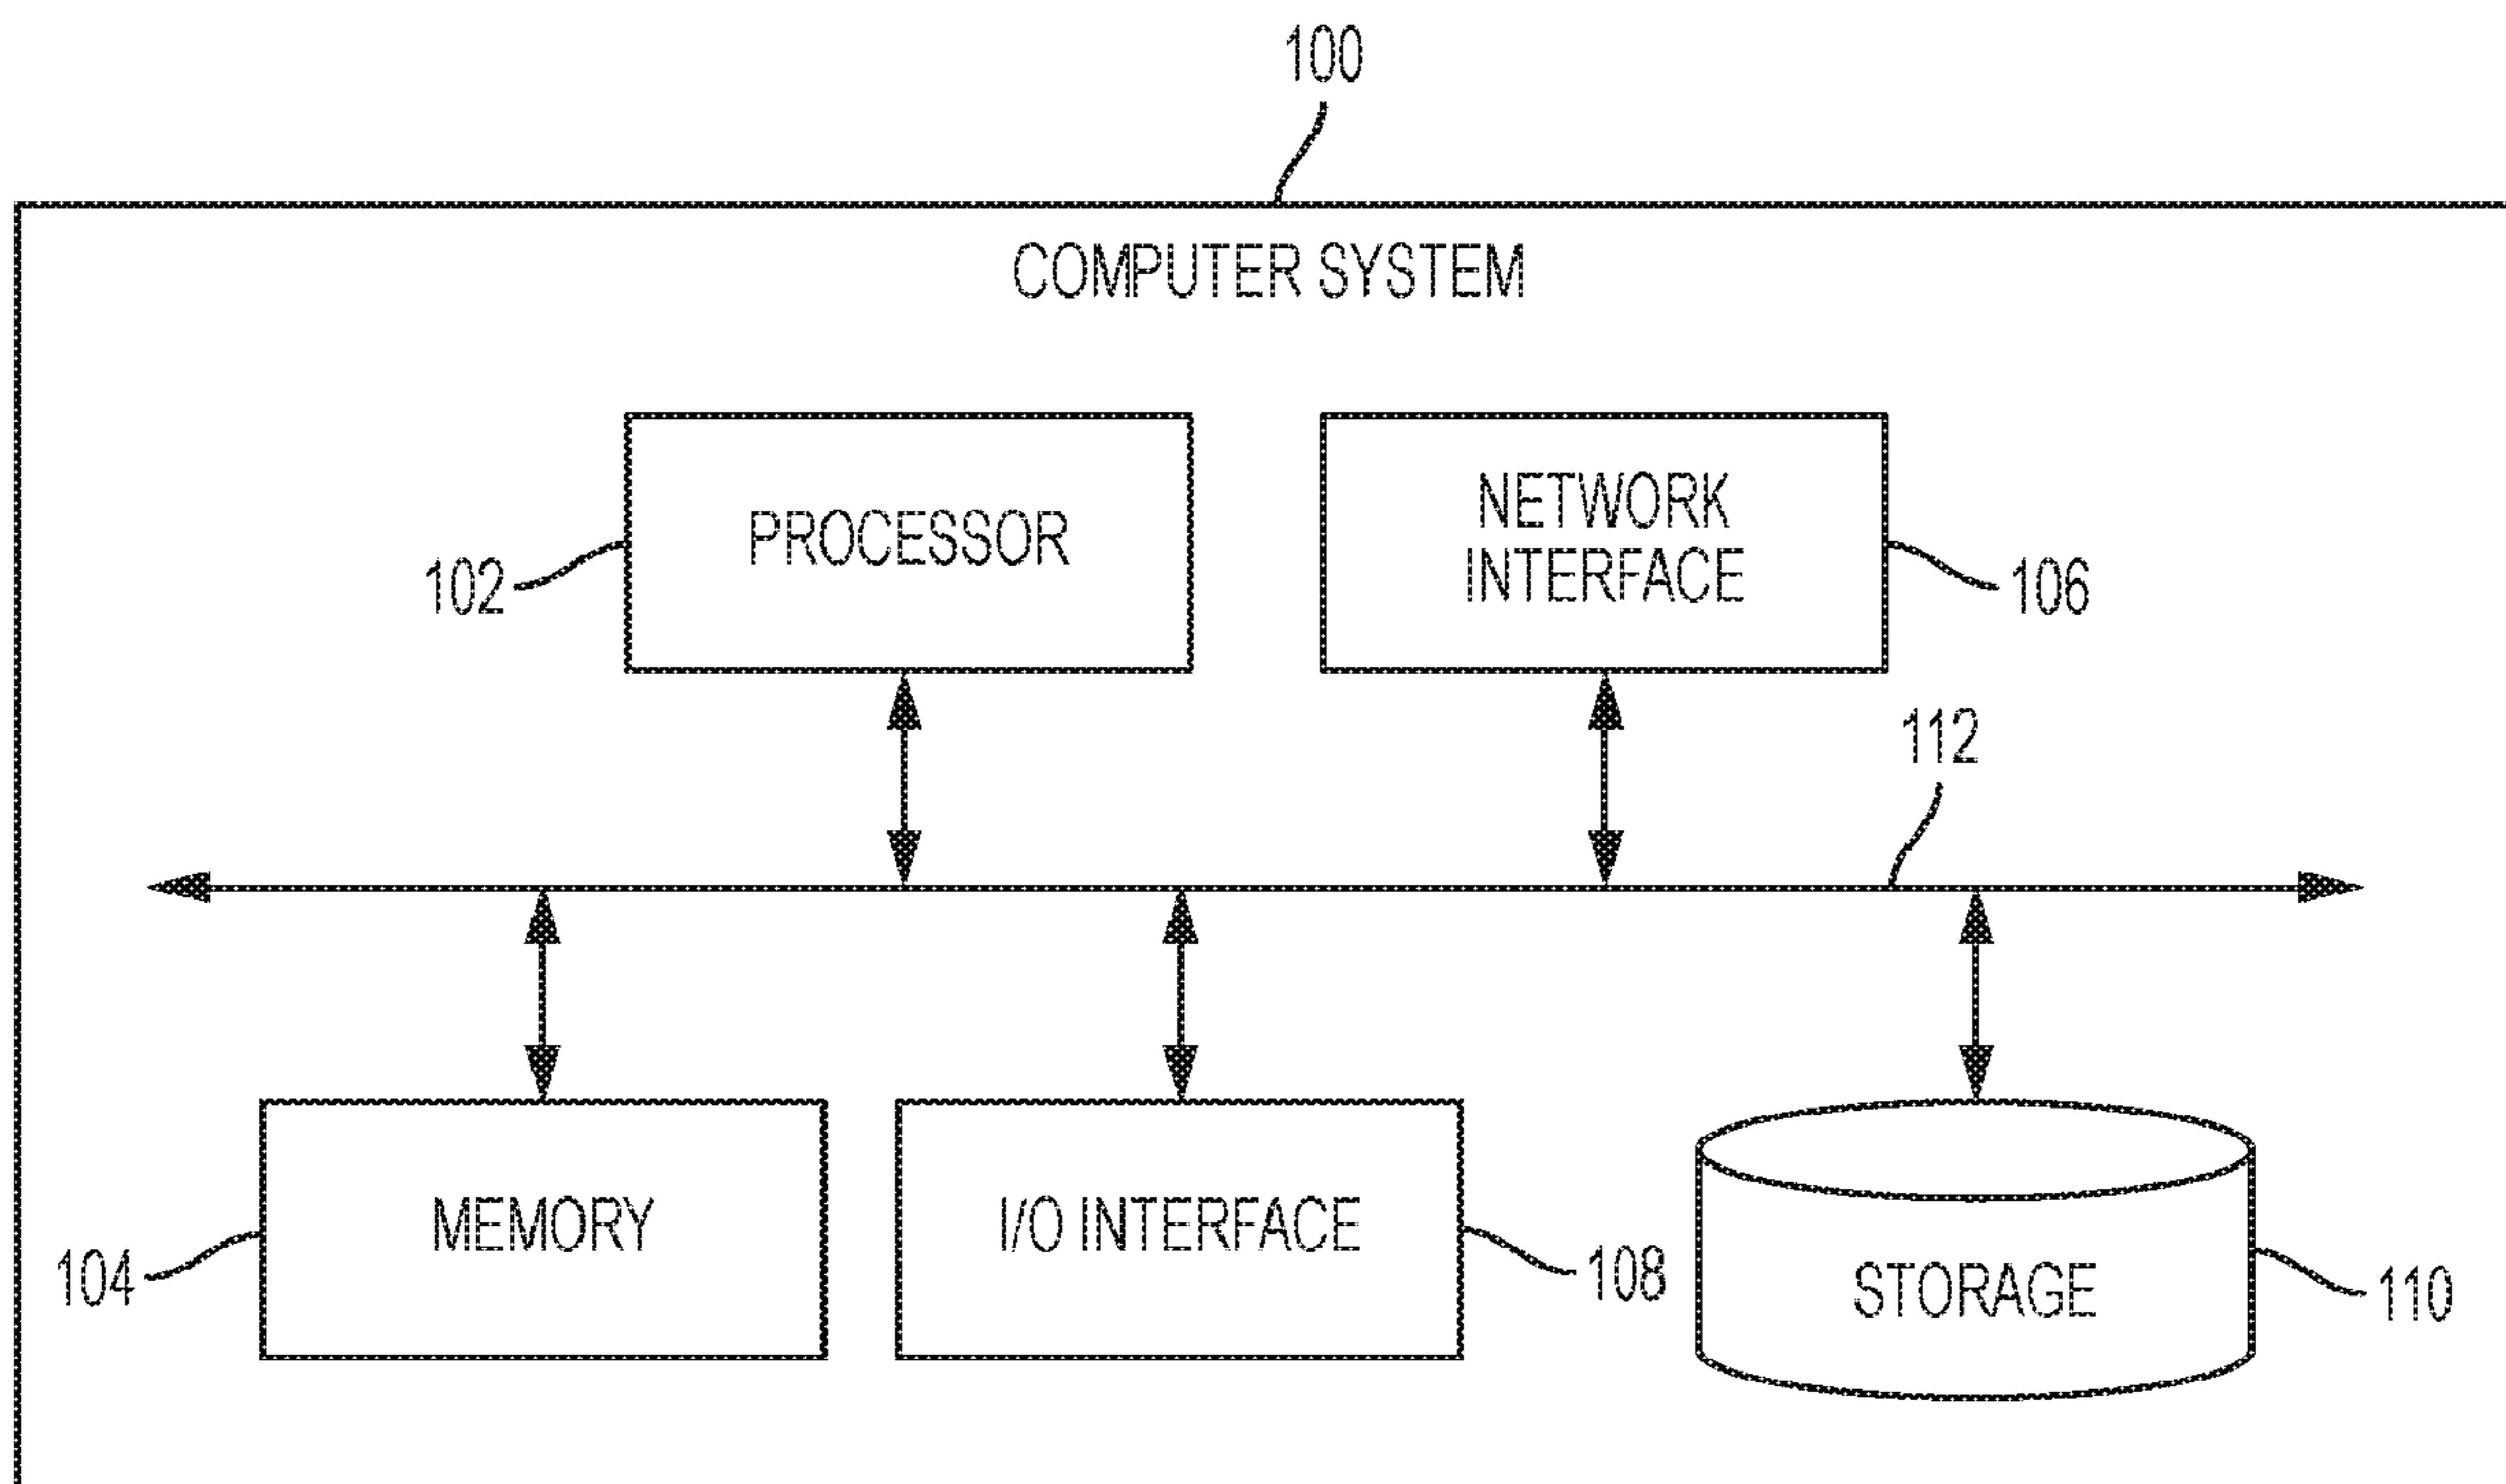 100
COMPUTER SYSTEM
PROCESSOR
NETWORK
INTERFACE
102
106
112
MEMORY
I/O INTERFACE
STORAGE
104
108
110